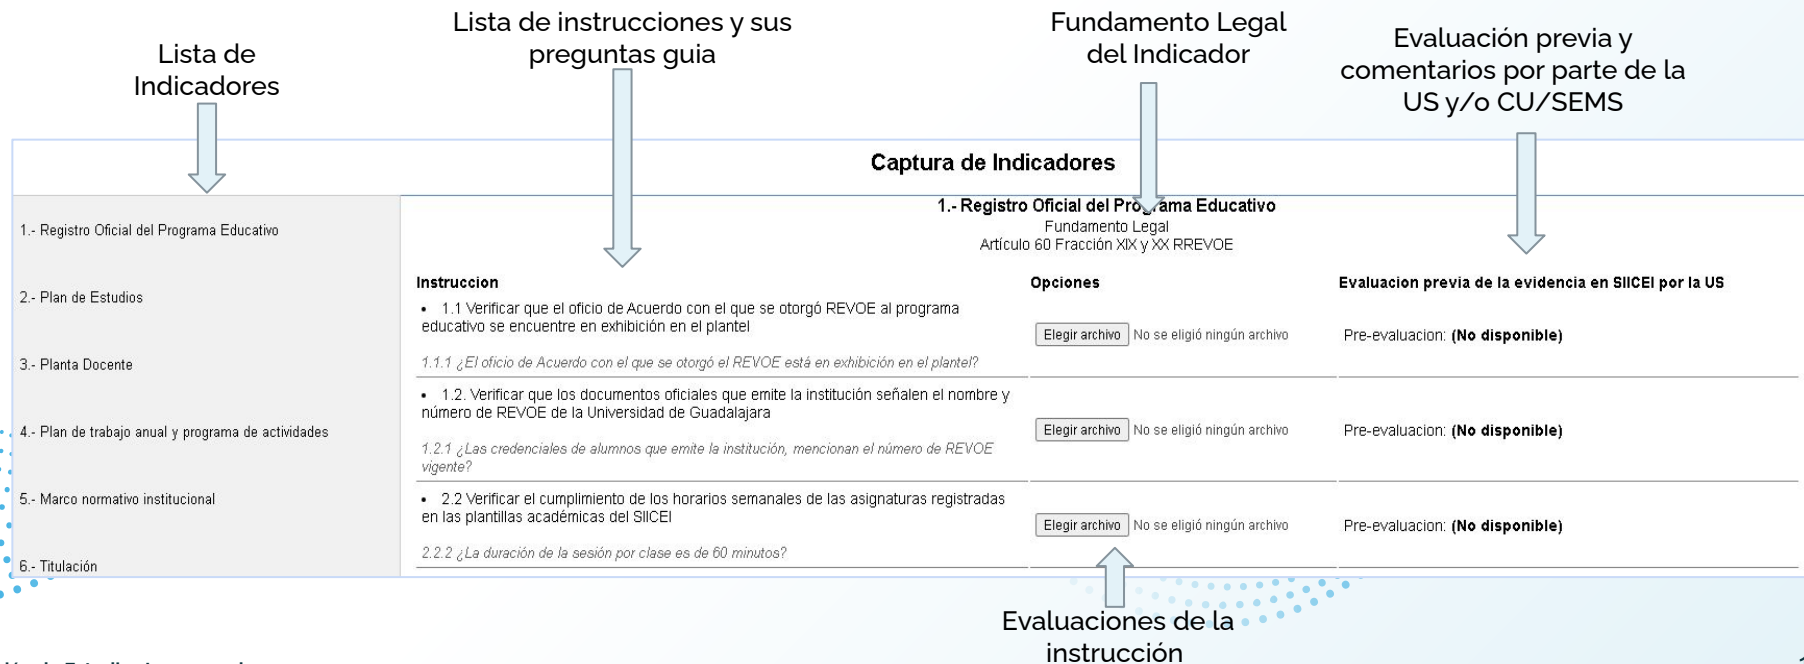 Lista de
Indicadores
Lista de instrucciones y sus
preguntas guia
Fundamento Legal
del Indicador
Evaluación previa y
comentarios por parte de la
US y/o CU/SEMS
Captura de Indicadores
1.- Registro Oficial del Programa Educativo
2.- Plan de Estudios
3.- Planta Docente
4.- Plan de trabajo anual y programa de actividades
5.- Marco normativo institucional
6.- Titulación
1.- Registro Oficial del Programa Educativo
Fundamento Legal
Artículo 60 Fracción XIX y XX RREVOE
Instruccion
Opciones
Evaluacion previa de la evidencia en SIICEI por la US
• 1.1 Verificar que el oficio de Acuerdo con el que se otorgó REVOE al programa
educativo se encuentre en exhibición en el plantel
1.1.1 ¿El oficio de Acuerdo con el que se otorgó el REVOE está en exhibición en el plantel?
Elegir archivo No se eligió ningún archivo
Pre-evaluacion: (No disponible)
• 1.2. Verificar que los documentos oficiales que emite la institución señalen el nombre y
número de REVOE de la Universidad de Guadalajara
1.2.1 ¿Las credenciales de alumnos que emite la institución, mencionan el número de REVOE
vigente?
Elegir archivo No se eligió ningún archivo
Pre-evaluacion: (No disponible)
• 2.2 Verificar el cumplimiento de los horarios semanales de las asignaturas registradas
en las plantillas académicas del SIICEI
2.2.2 ¿La duración de la sesión por clase es de 60 minutos?
Elegir archivo No se eligió ningún archivo
Pre-evaluacion: (No disponible)
Evaluaciones de la
instrucción